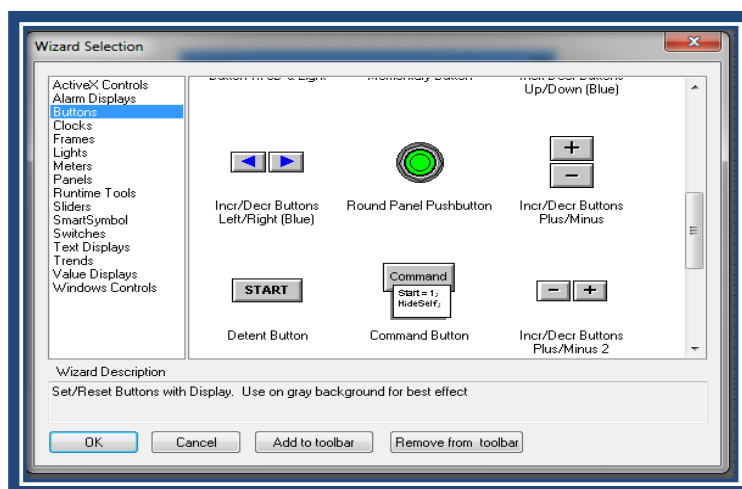 Wizard Selection
ActiveX Controls
Alarm Displays
Buttons
Clocks
Frames
Lights
Meters
Panels
Runtime Tools
Sliders
SmartSymbol
Switches
Text Displays
Trends
Value Displays
Windows Controls
Up/Down (Blue)
Incr/Decr Buttons
Left/Right (Blue)
Round Panel Pushbutton
Incr/Decr Buttons
Plus/Minus
START
Detent Button
Command
Start = 1;
HideSelf;
Command Button
Incr/Decr Buttons
Plus/Minus 2
Wizard Description
Set/Reset Buttons with Display. Use on gray background for best effect
OK
Cancel
Add to toolbar
Remove from toolbar